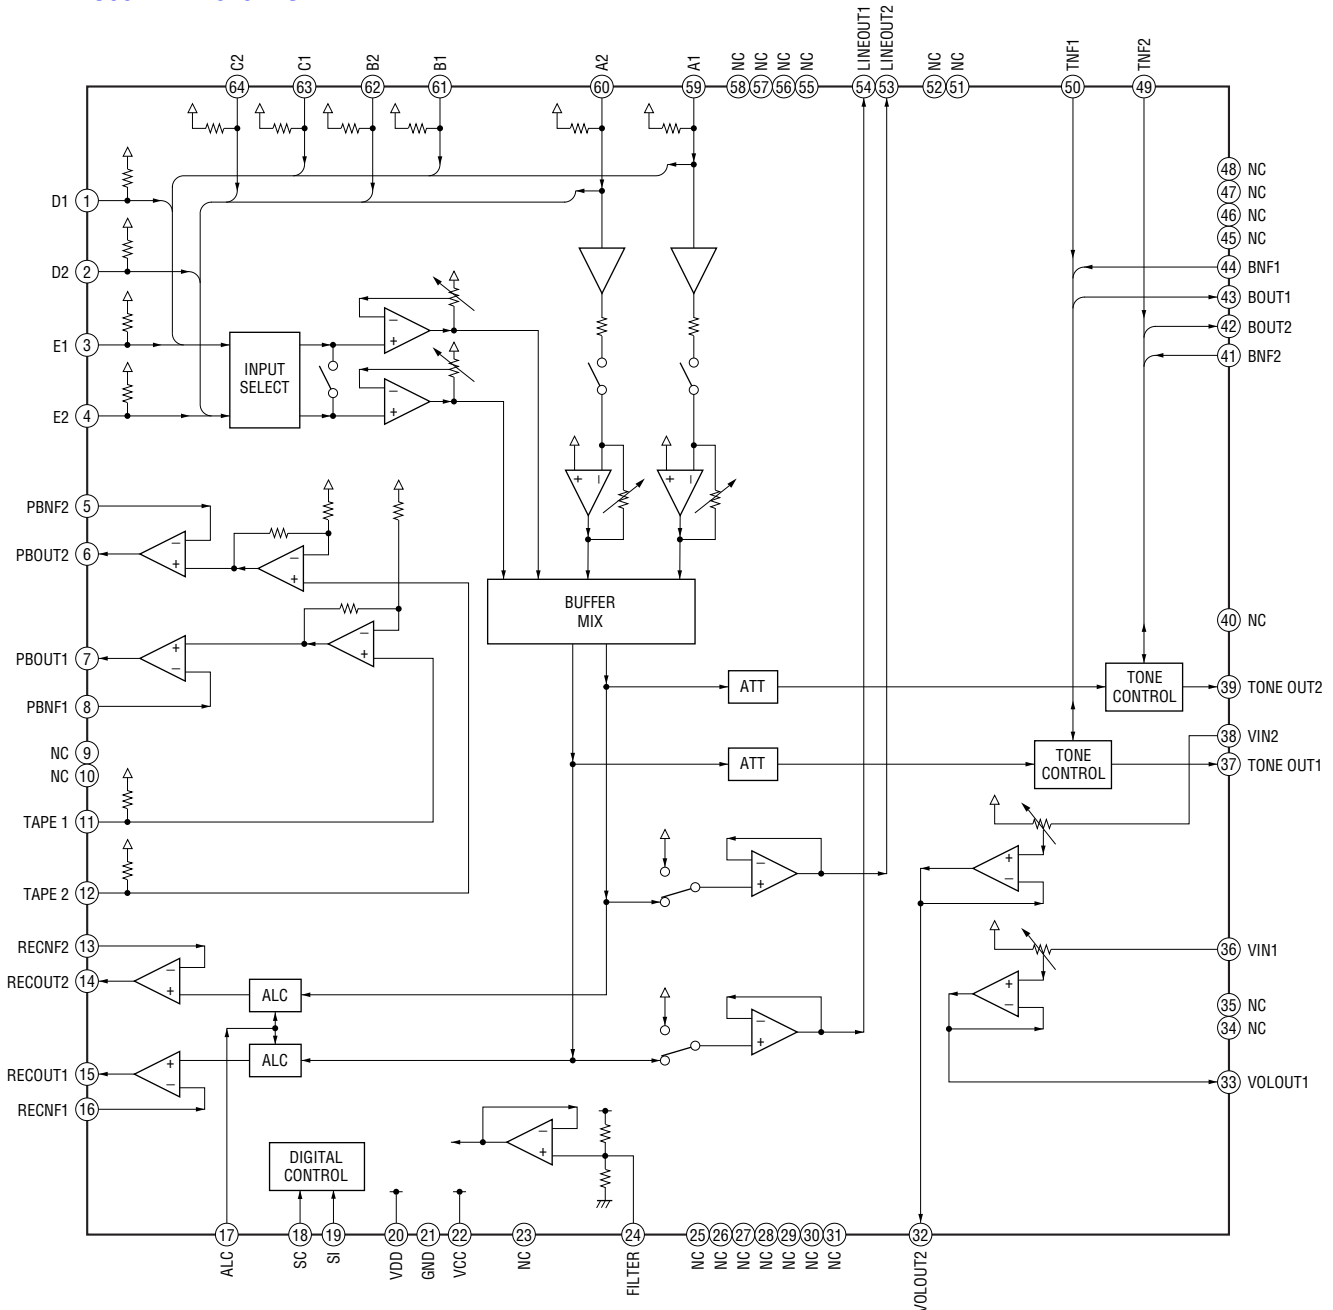 C2
C1
B2
B1
A2
A1
NC
NC
NC
NC
LINEOUT1
LINEOUT2
NC
NC
TNF1
TNF2
64
63
62
61
60
59
58
57
56
55
54
53
52
51
50
49
D1 1
D2 2
E1 3
E2 4
PBNF2 5
PBOUT2 6
PBOUT1 7
PBNF1 8
NC 9
NC 10
TAPE 1 11
TAPE 2 12
RECNF2 13
RECOUT2 14
RECOUT1 15
RECNF1 16
INPUT
SELECT
− +
− +
+ −
+ −
− +
− +
+ −
− +
BUFFER
MIX
ATT
ATT
TONE
CONTROL
TONE
CONTROL
− +
− +
− +
+ −
ALC
ALC
+ −
+ −
− +
DIGITAL
CONTROL
48 NC
47 NC
46 NC
45 NC
44 BNF1
43 BOUT1
42 BOUT2
41 BNF2
40 NC
39 TONE OUT2
38 VIN2
37 TONE OUT1
36 VIN1
35 NC
34 NC
33 VOLOUT1
17
18
19
20
21
22
23
24
25
26
27
28
29
30
31
32
ALC
SC
SI
VDD
GND
VCC
NC
FILTER
NC
NC
NC
NC
NC
NC
NC
VOLOUT2